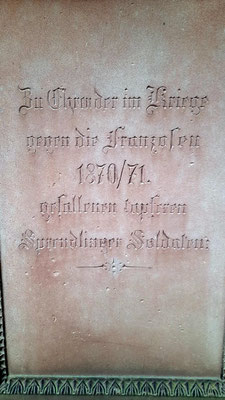 Zu Ehren der im Kriege
gegen die Franzosen
1870/71.
gefallenen tapferen
Sprendlinger Soldaten: